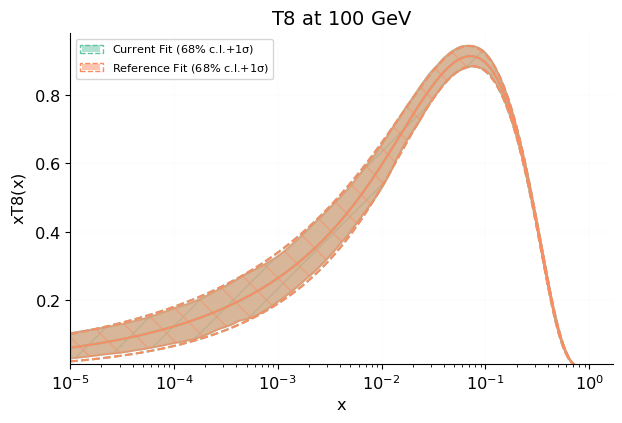 T8 at 100 GeV
Current Fit (68% c.l.+1σ)
Reference Fit (68% c.l.+1σ)
xT8(x)
0.8
0.6
0.4
0.2
10⁻⁵
10⁻⁴
10⁻³
10⁻²
10⁻¹
10⁰
x